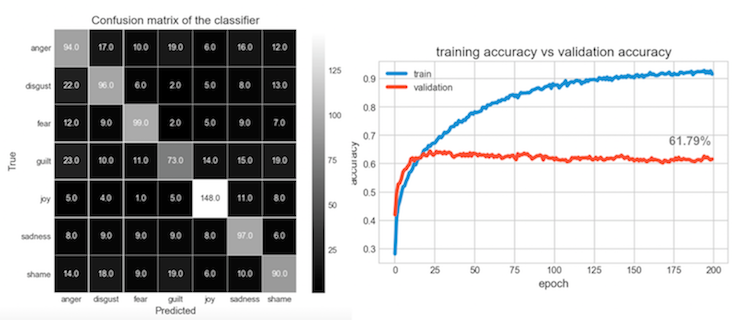 Confusion matrix of the classifier
True
anger 94.0 17.0 10.0 19.0 6.0 16.0 12.0
disgust 22.0 96.0 6.0 2.0 5.0 8.0 13.0
fear 12.0 9.0 99.0 2.0 5.0 9.0 7.0
guilt 23.0 10.0 11.0 73.0 14.0 15.0 19.0
joy 5.0 4.0 1.0 5.0 148.0 11.0 8.0
sadness 8.0 9.0 9.0 9.0 8.0 97.0 6.0
shame 14.0 18.0 9.0 19.0 6.0 10.0 90.0
anger disgust fear guilt joy sadness shame
Predicted
125
100
75
50
25
training accuracy vs validation accuracy
train
validation
61.79%
accuracy
0.9
0.8
0.7
0.6
0.5
0.4
0.3
0 25 50 75 100 125 150 175 200
epoch